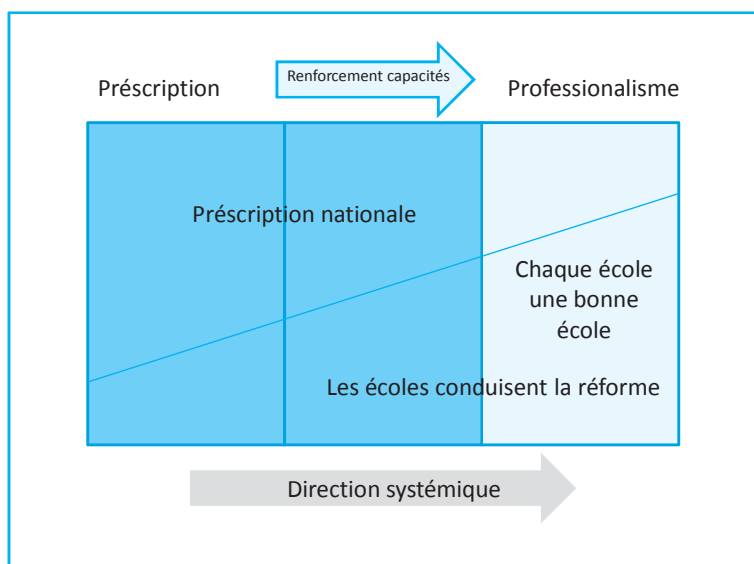 Renforcement capacités
Préscription
Professionalisme
Préscription nationale
Chaque école
une bonne
école
Les écoles conduisent la réforme
Direction systémique